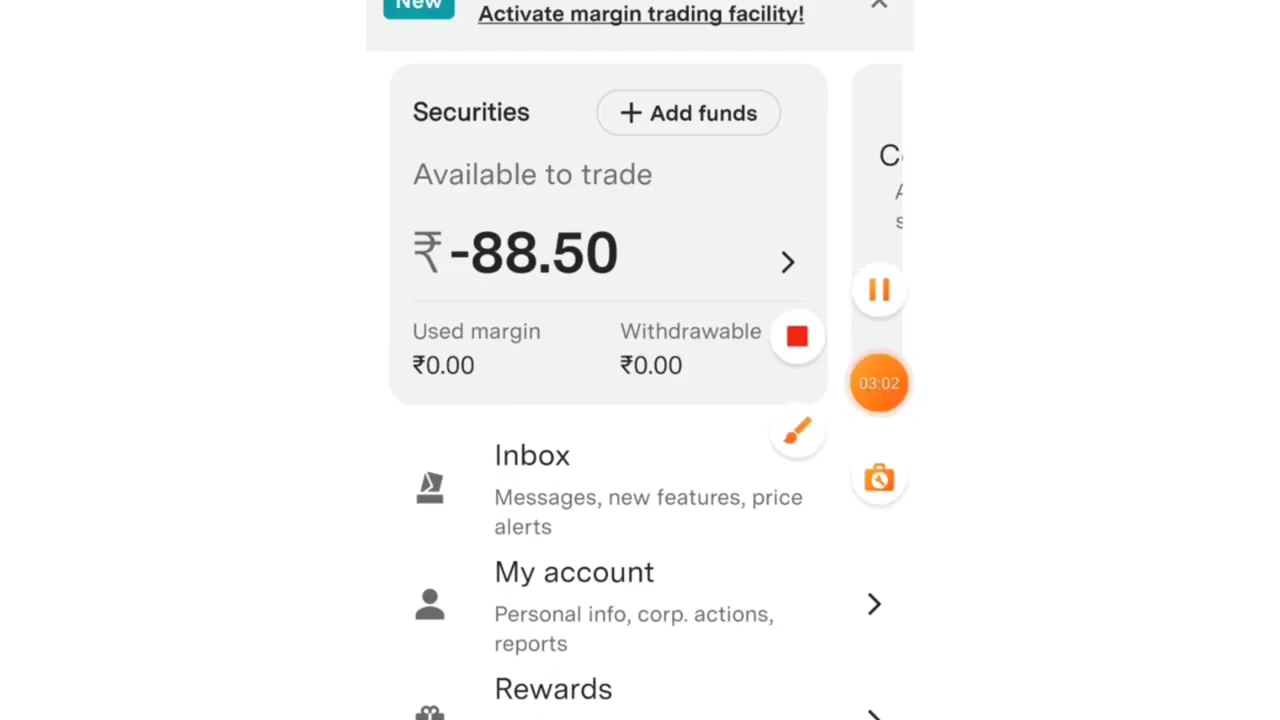 New
Activate margin trading facility!
Securities
+ Add funds
Available to trade
₹-88.50
Used margin
Withdrawable
₹0.00
₹0.00
03:02
Inbox
Messages, new features, price
alerts
My account
Personal info, corp. actions,
reports
Rewards